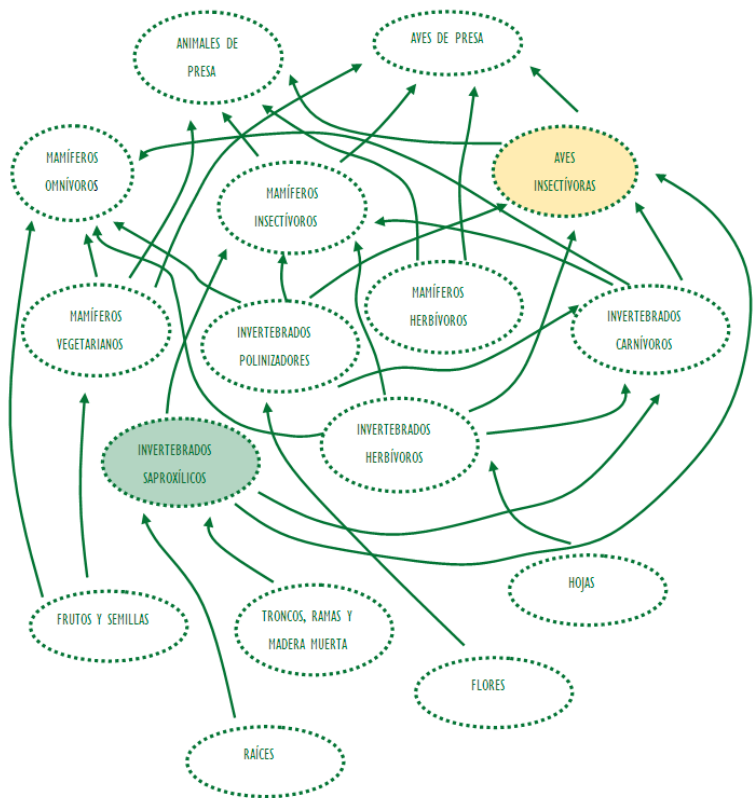 ANIMALES DE
PRESA
AVES DE PRESA
MAMÍFEROS
OMNÍVOROS
MAMÍFEROS
INSECTÍVOROS
AVES
INSECTÍVORAS
MAMÍFEROS
VEGETARIANOS
INVERTEBRADOS
POLINIZADORES
MAMÍFEROS
HERBÍVOROS
INVERTEBRADOS
CARNÍVOROS
INVERTEBRADOS
SAPROXÍLICOS
INVERTEBRADOS
HERBÍVOROS
FRUTOS Y SEMILLAS
TRONCOS, RAMAS Y
MADERA MUERTA
HOJAS
FLORES
RAÍCES